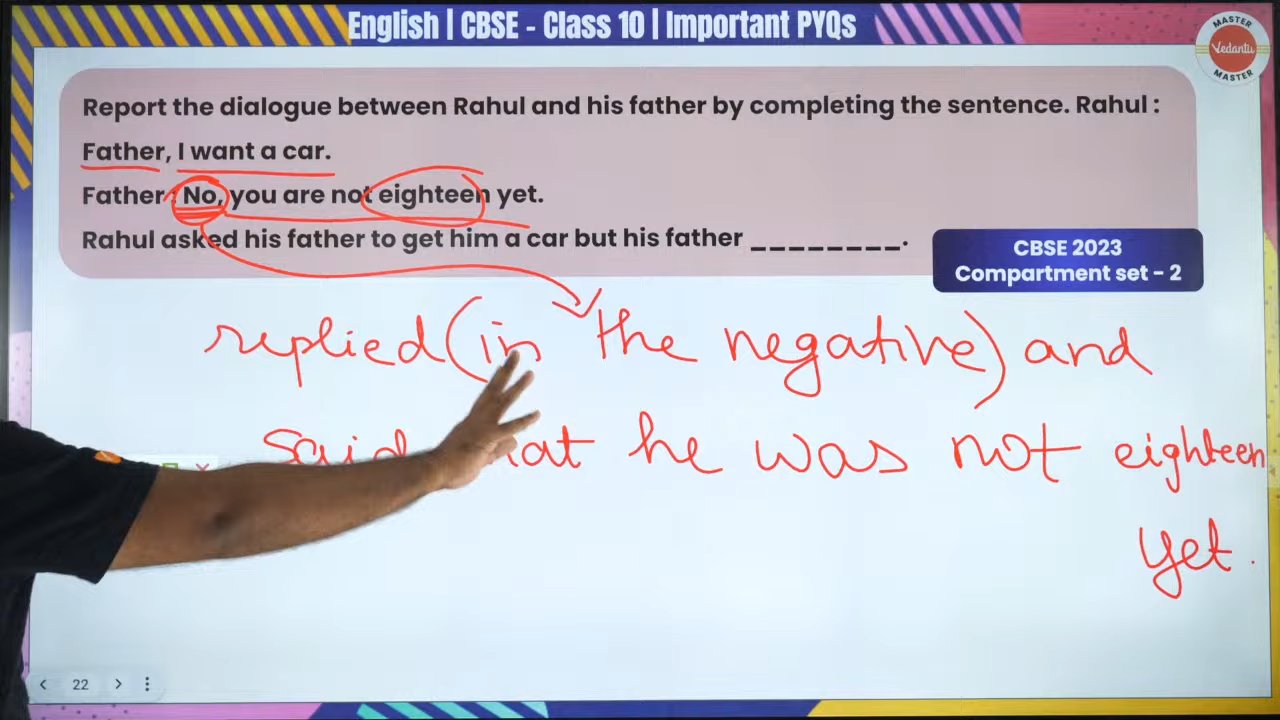 English | CBSE - Class 10 | Important PYQs
MASTER
Vedantu
MASTER
Report the dialogue between Rahul and his father by completing the sentence. Rahul :
Father, I want a car.
Father : No, you are not eighteen yet.
Rahul asked his father to get him a car but his father ________.
CBSE 2023
Compartment set - 2
replied (in the negative) and
said he was not eighteen
yet.
22